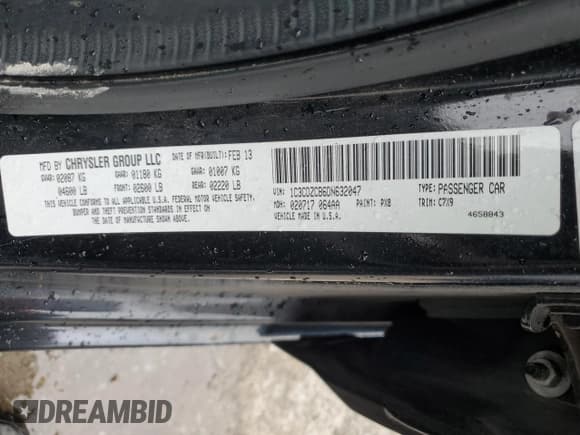 MFD BY CHRYSLER GROUP LLC DATE OF MFR(BUILT): FEB 13
GVWR: 02087 KG GAWR: 01180 KG GAWR: 01007 KG
04600 LB FRONT: 02600 LB REAR: 02220 LB
THIS VEHICLE CONFORMS TO ALL APPLICABLE U.S.A. FEDERAL MOTOR VEHICLE SAFETY,
BUMPER AND THEFT PREVENTION STANDARDS IN EFFECT ON
THE DATE OF MANUFACTURE SHOWN ABOVE.
VIN: 1C3CDZCB6DN632047 TYPE: PASSENGER CAR
MDH: 020717 064AA PAINT: PX8 TRIM: C7X9
MADE IN U.S.A. 4658843
DREAMBID